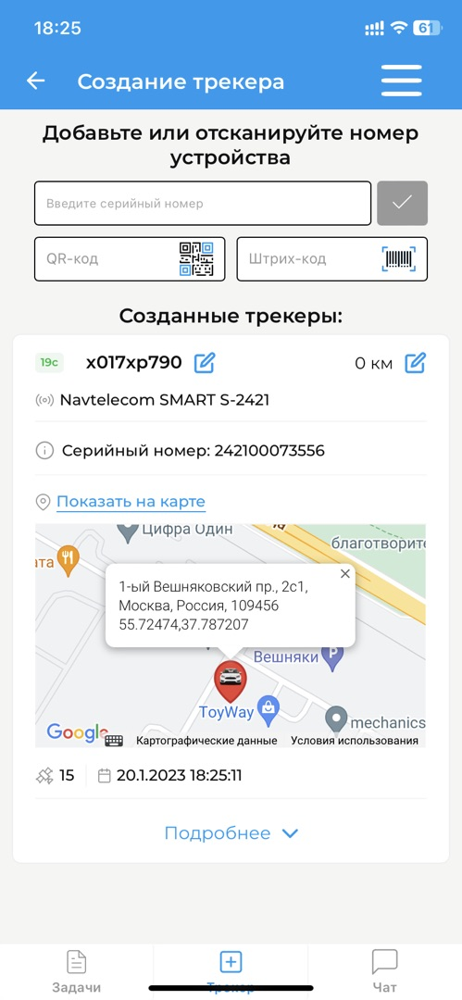 18:25
61
Создание трекера
Добавьте или отсканируйте номер
устройства
Введите серийный номер
QR-код
Штрих-код
Созданные трекеры:
19с
х017хр790
0 км
Navtelecom SMART S-2421
Серийный номер: 242100073556
Показать на карте
Цифра Один
благотворите
ата
1-ый Вешняковский пр., 2с1,
Москва, Россия, 109456
55.72474,37.787207
Вешняки
P
ToyWay
mechanics
Google
Картографические данные
Условия использования
15
20.1.2023 18:25:11
Подробнее
Задачи
Трекер
Чат